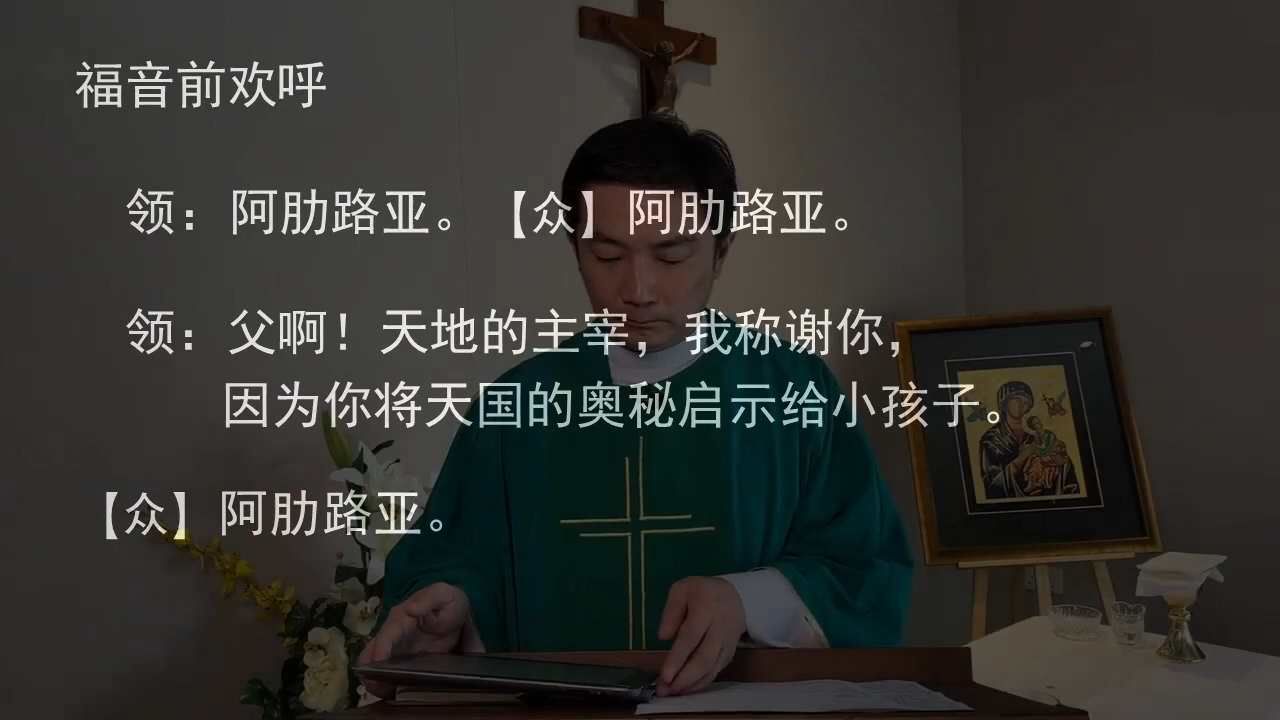 福音前欢呼
领：阿肋路亚。【众】阿肋路亚。
领：父啊！天地的主宰，我称谢你，
因为你将天国的奥秘启示给小孩子。
【众】阿肋路亚。